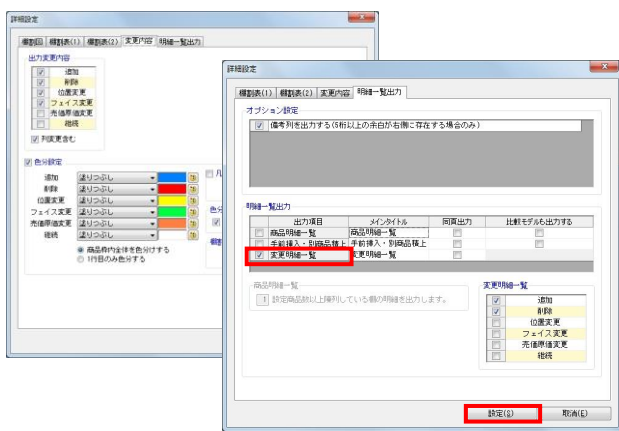 詳細設定
棚割図 棚割表(1) 棚割表(2) 変更内容 明細一覧出力
出力変更内容
追加
削除
位置変更
フェイス変更
売価原価変更
継続
列変更含む
色分設定
追加 塗りつぶし
削除 塗りつぶし
位置変更 塗りつぶし
フェイス変更 塗りつぶし
売価原価変更 塗りつぶし
継続 塗りつぶし
商品枠内全体を色分けする
1行目のみ色分する
色分
詳細設定
棚割表(1) 棚割表(2) 変更内容 明細一覧出力
オプション設定
備考列を出力する(5桁以上の余白が右側に存在する場合のみ)
明細一覧出力
出力項目 メインタイトル 同頁出力 比較モデルも出力する
商品明細一覧 商品明細一覧
手前挿入・別商品積上 手前挿入・別商品積上
変更明細一覧 変更明細一覧
商品明細一覧
1 設定商品数以上陳列している棚の明細を出力します。
変更明細一覧
追加
削除
位置変更
フェイス変更
売価原価変更
継続
設定(S) 取消(E)